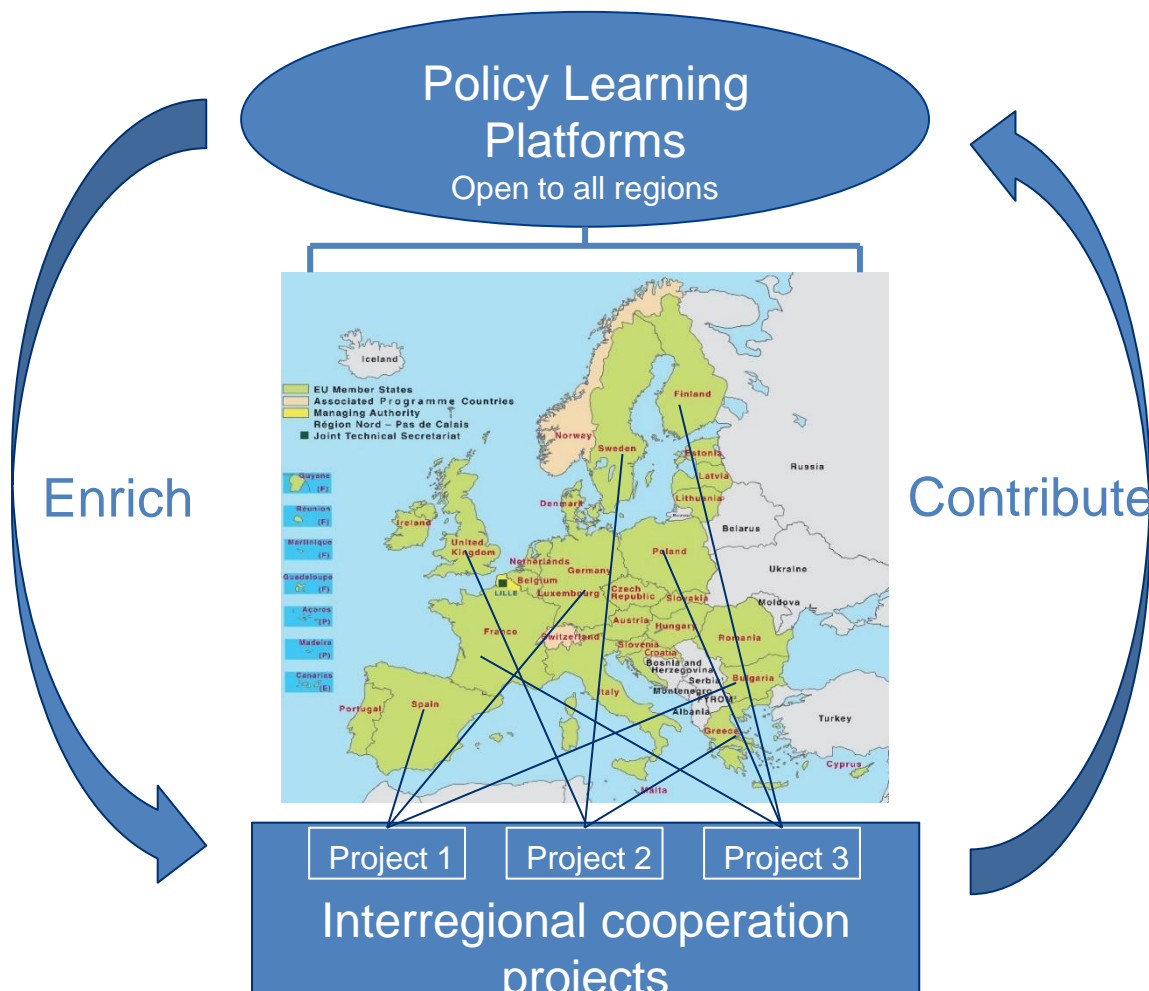 Policy Learning
Platforms
Open to all regions
Iceland
EU Member States
Associated Programme Countries
Managing Authority
Région Nord – Pas de Calais
Joint Technical Secretariat
Finland
Norway
Sweden
Estonia
Russia
Latvia
Lithuania
Denmark
Guyane
(F)
Réunion
(F)
Martinique
(F)
Guadeloupe
(F)
Açores
(P)
Madeira
(P)
Canarias
(E)
Enrich
Contribute
Ireland
United
Kingdom
Belarus
Netherlands
Poland
Germany
Ukraine
Belgium
LILLE
Luxembourg
Czech
Republic
Slovakia
Moldova
Austria
Hungary
France
Switzerland
Romania
Slovenia
Croatia
Bosnia and
Herzegovina
Serbia
Bulgaria
Montenegro
Italy
FYROM
Albania
Portugal
Spain
Turkey
Greece
Cyprus
Malta
Project 1
Project 2
Project 3
Interregional cooperation
projects